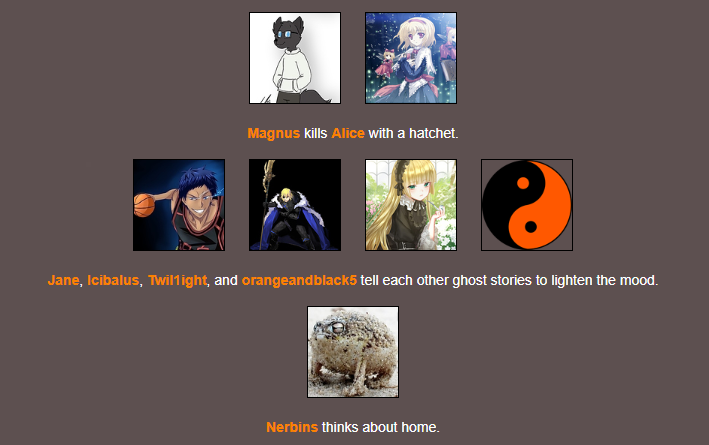 Magnus kills Alice with a hatchet.
Jane, Icibalus, Twil1ight, and orangeandblack5 tell each other ghost stories to lighten the mood.
Nerbins thinks about home.